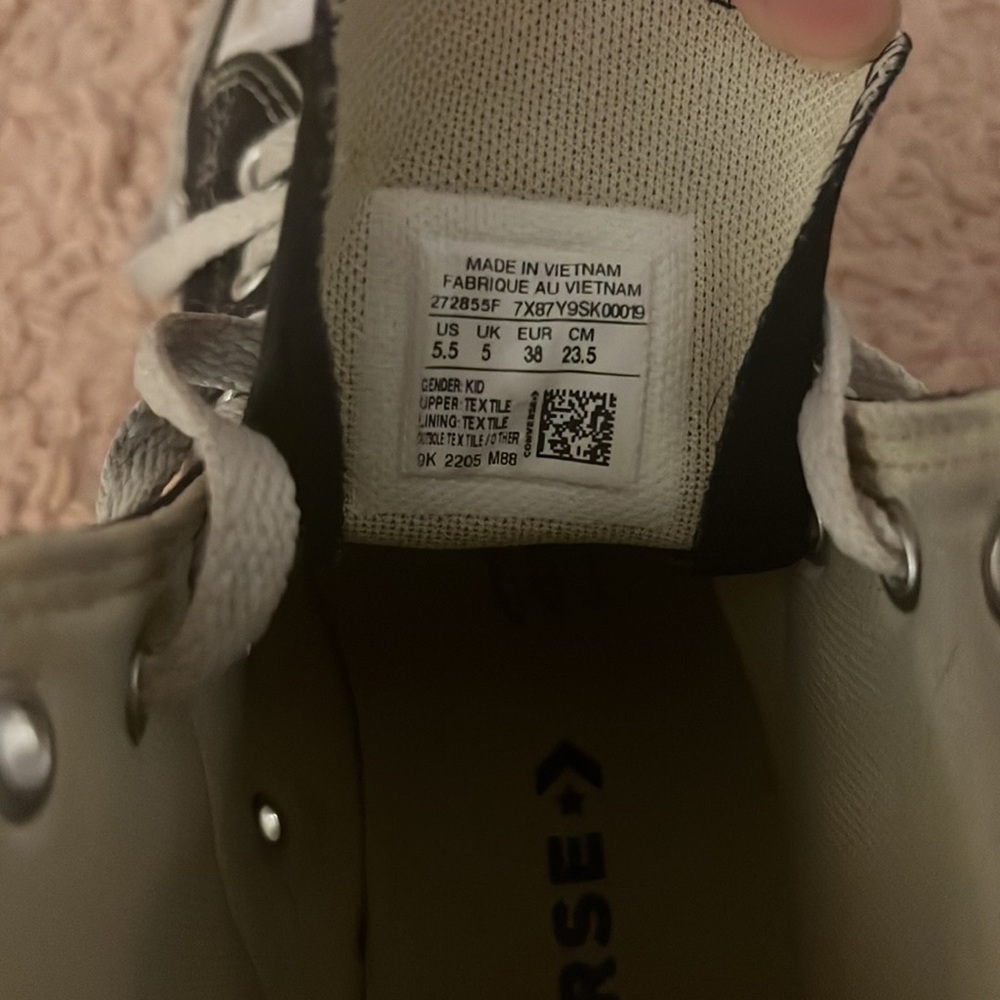 MADE IN VIETNAM
FABRIQUE AU VIETNAM
272855F 7X87Y9SK00019
US UK EUR CM
5.5 5 38 23.5
GENDER: KID
UPPER: TEXTILE
LINING: TEXTILE
OUTSOLE TEXTILE/OTHER
9K 2205 M88
CONVERSE
RSE